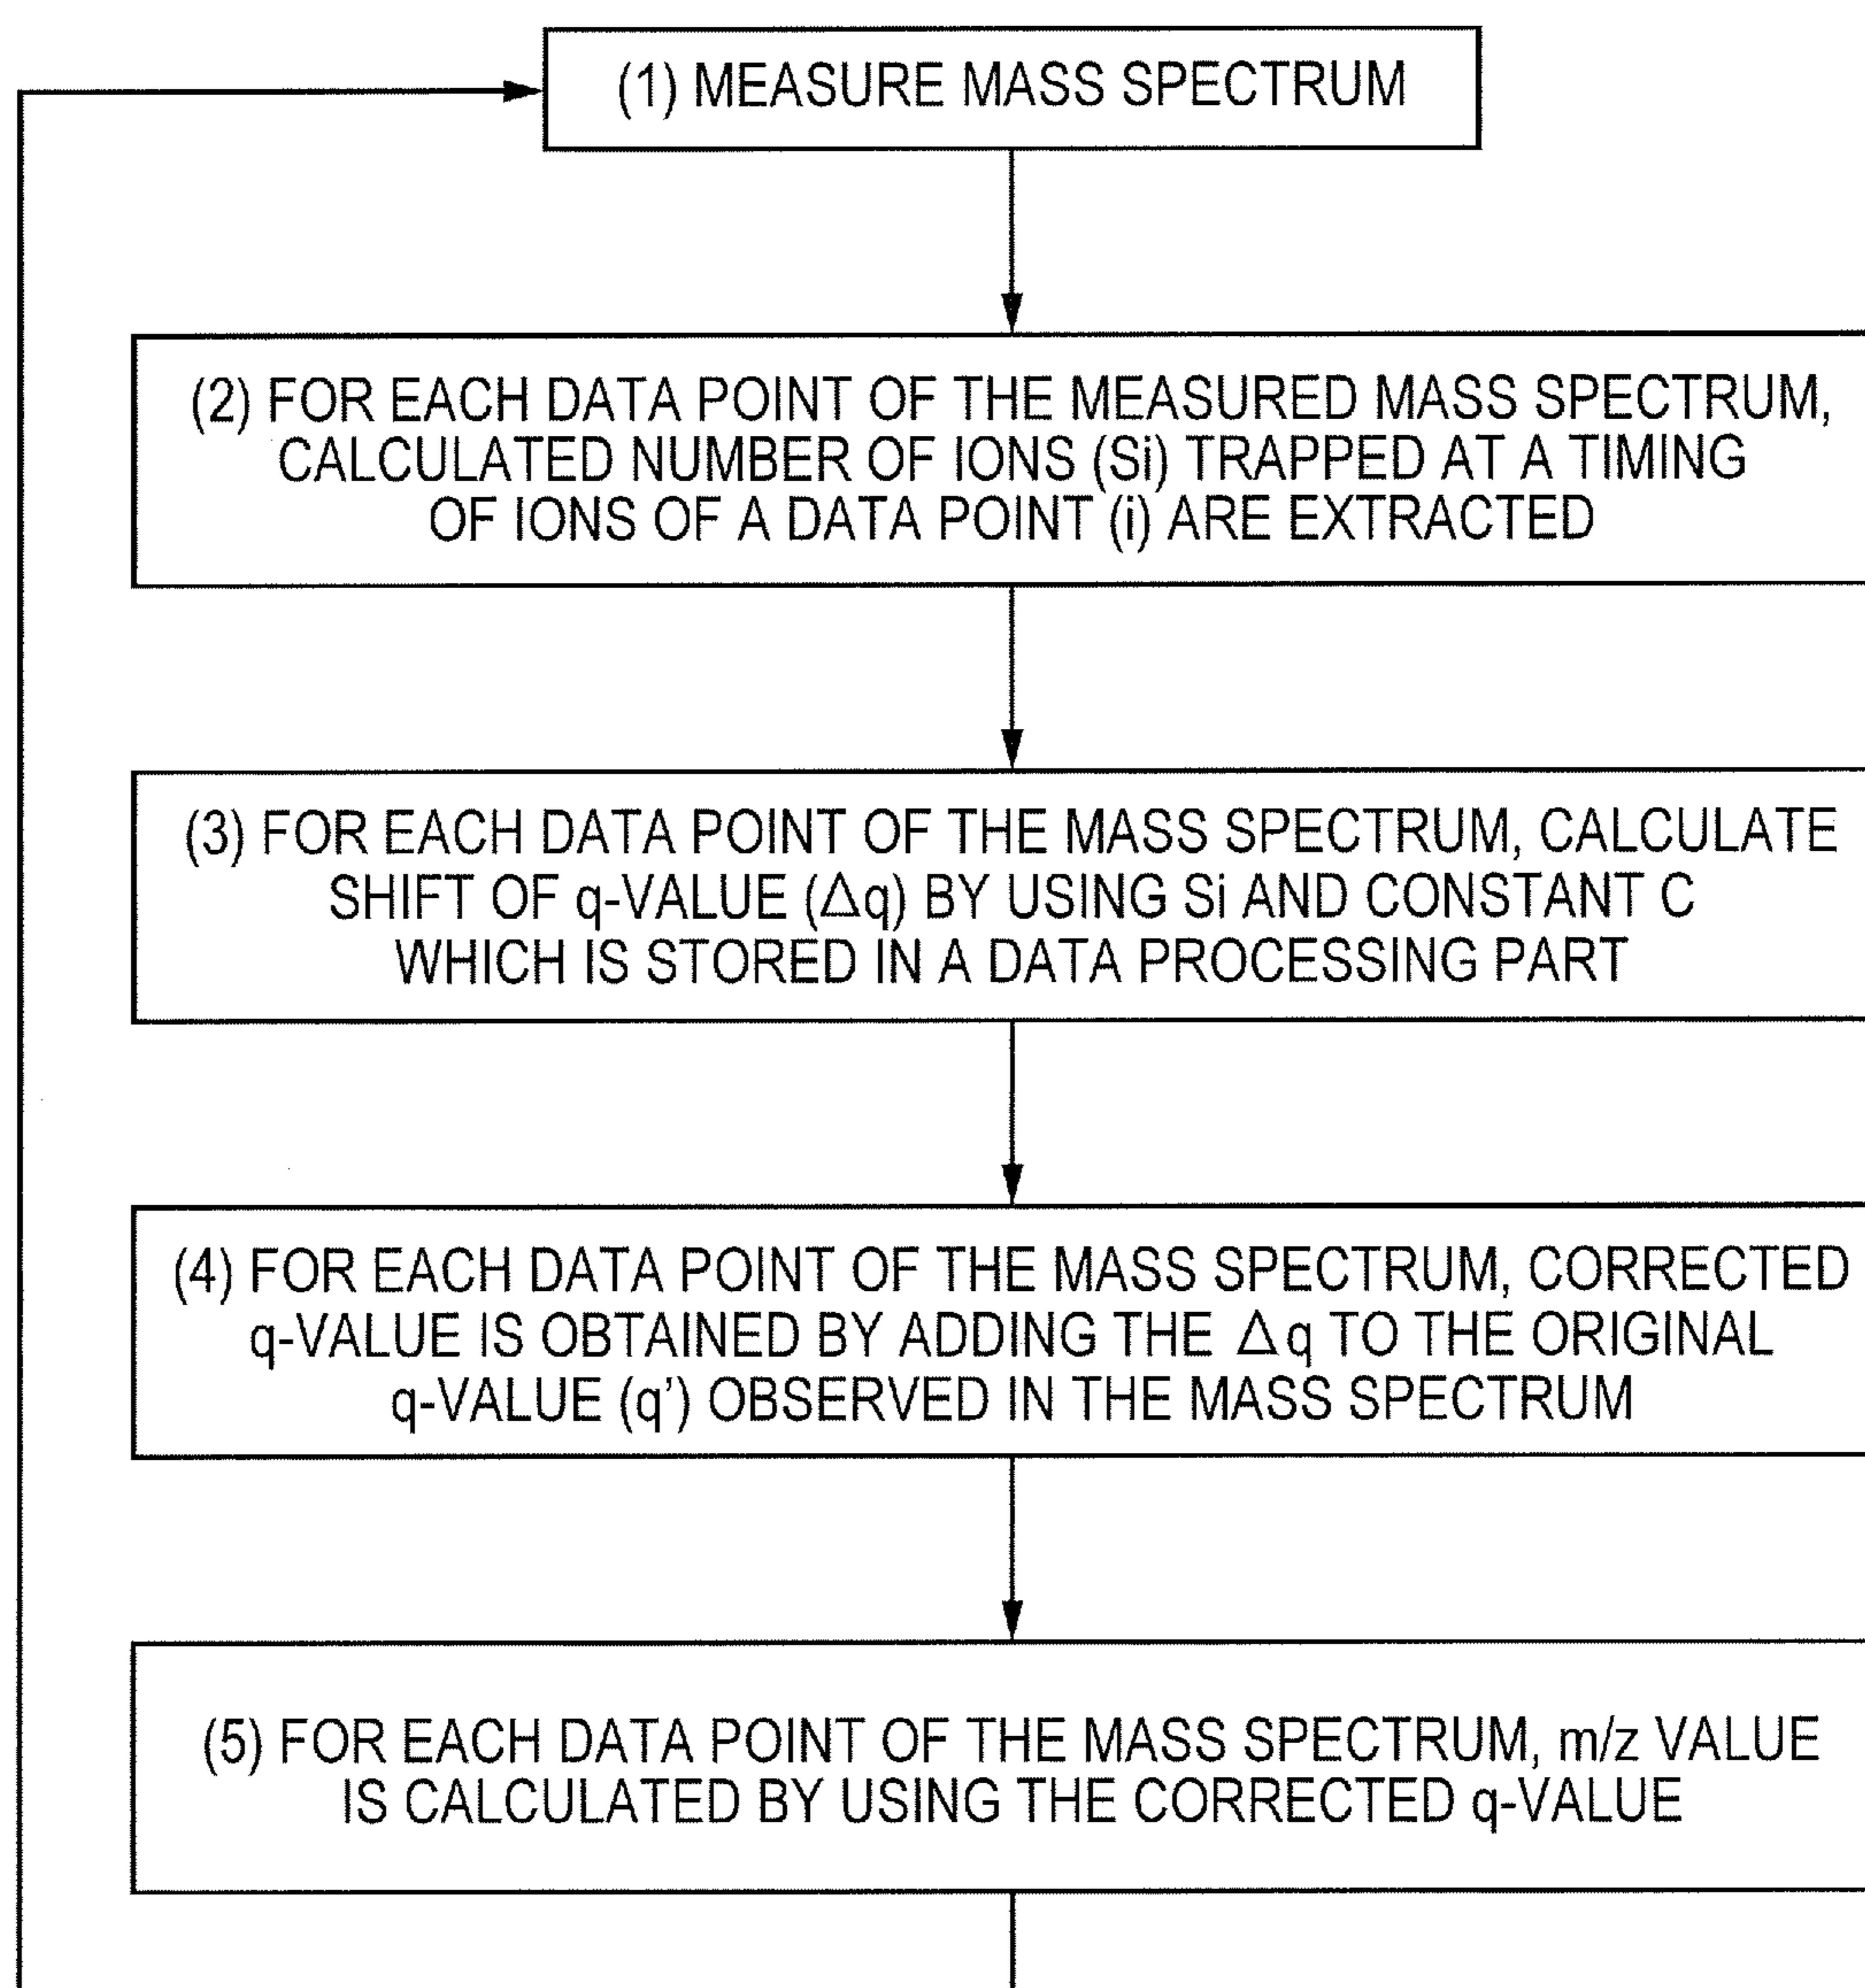 (1) MEASURE MASS SPECTRUM
(2) FOR EACH DATA POINT OF THE MEASURED MASS SPECTRUM,
CALCULATED NUMBER OF IONS (Si) TRAPPED AT A TIMING
OF IONS OF A DATA POINT (i) ARE EXTRACTED
(3) FOR EACH DATA POINT OF THE MASS SPECTRUM, CALCULATE
SHIFT OF q-VALUE (△q) BY USING Si AND CONSTANT C
WHICH IS STORED IN A DATA PROCESSING PART
(4) FOR EACH DATA POINT OF THE MASS SPECTRUM, CORRECTED
q-VALUE IS OBTAINED BY ADDING THE △q TO THE ORIGINAL
q-VALUE (q’) OBSERVED IN THE MASS SPECTRUM
(5) FOR EACH DATA POINT OF THE MASS SPECTRUM, m/z VALUE
IS CALCULATED BY USING THE CORRECTED q-VALUE